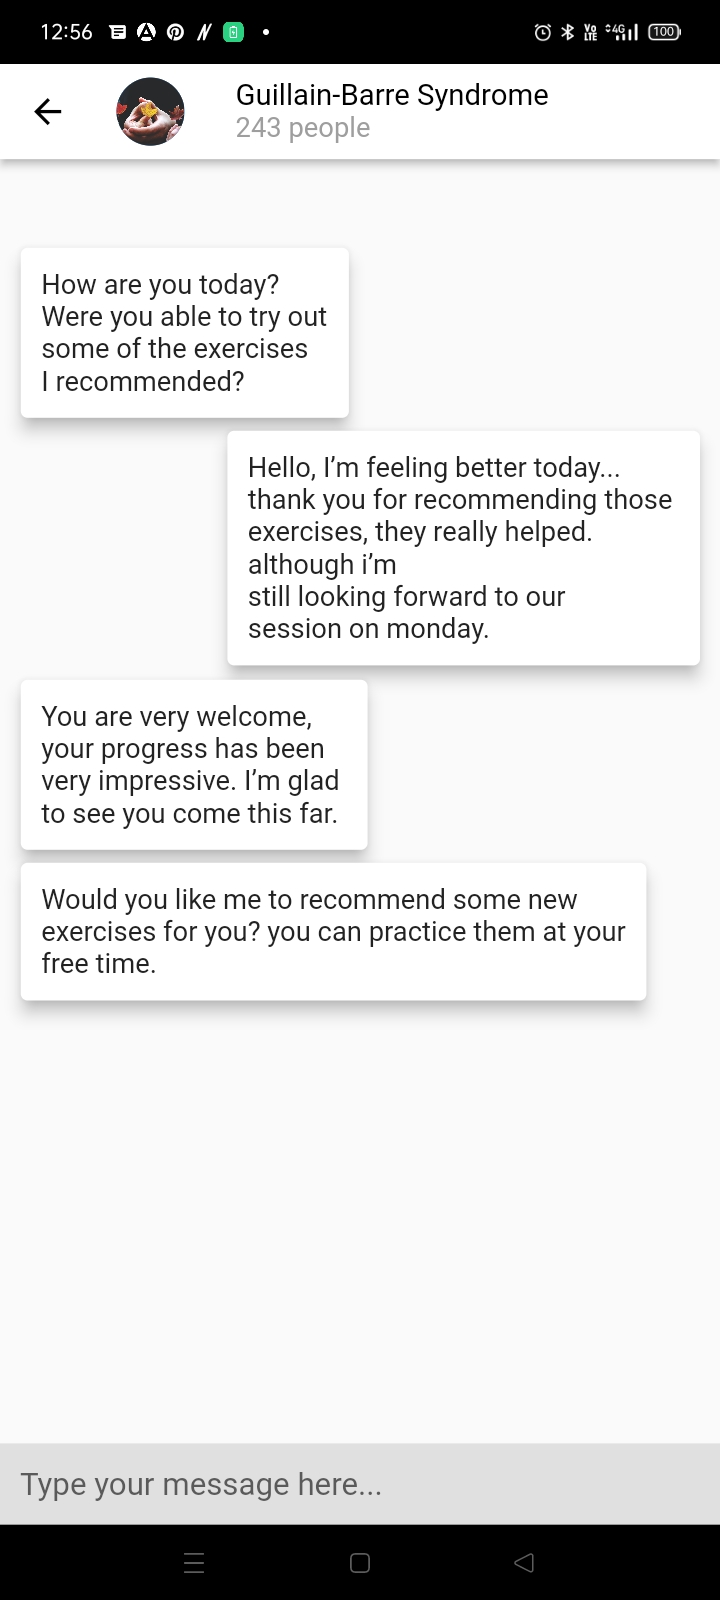 12:56
Vo LTE 4G 100
Guillain-Barre Syndrome
243 people
How are you today?
Were you able to try out
some of the exercises
I recommended?
Hello, I’m feeling better today...
thank you for recommending those
exercises, they really helped.
although i’m
still looking forward to our
session on monday.
You are very welcome,
your progress has been
very impressive. I’m glad
to see you come this far.
Would you like me to recommend some new
exercises for you? you can practice them at your
free time.
Type your message here...